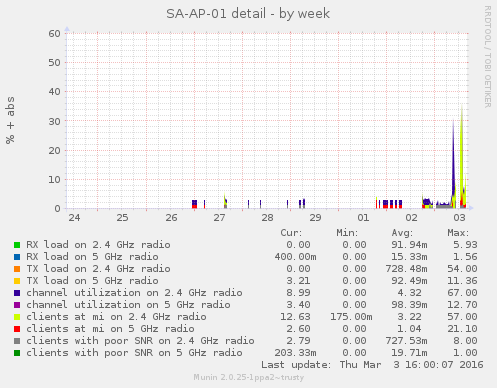 SA-AP-01 detail - by week
RRDTOOL / TOBI OETIKER
% + abs
60
50
40
30
20
10
0
24 25 26 27 28 29 01 02 03
Cur: Min: Avg: Max:
RX load on 2.4 GHz radio 0.00 0.00 91.94m 5.93
RX load on 5 GHz radio 400.00m 0.00 15.33m 1.56
TX load on 2.4 GHz radio 0.00 0.00 728.48m 54.00
TX load on 5 GHz radio 3.21 0.00 92.49m 11.36
channel utilization on 2.4 GHz radio 8.99 0.00 4.32 67.00
channel utilization on 5 GHz radio 3.40 0.00 98.39m 12.70
clients at mi on 2.4 GHz radio 12.63 175.00m 3.22 57.00
clients at mi on 5 GHz radio 2.60 0.00 1.04 21.10
clients with poor SNR on 2.4 GHz radio 2.79 0.00 727.53m 8.00
clients with poor SNR on 5 GHz radio 203.33m 0.00 19.71m 1.00
Last update: Thu Mar 3 16:00:07 2016
Munin 2.0.25-1ppa2~trusty